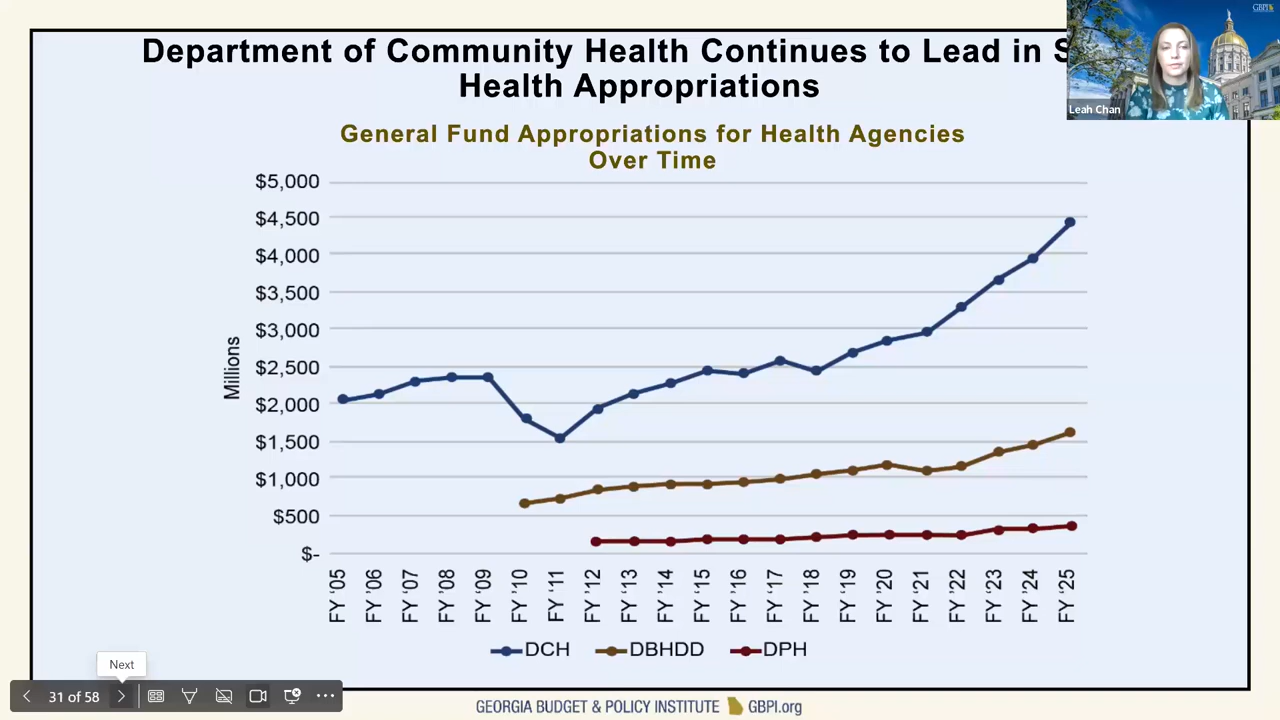 GBPI
Department of Community Health Continues to Lead in S
Health Appropriations
Leah Chan
General Fund Appropriations for Health Agencies
Over Time
$5,000
$4,500
$4,000
$3,500
$3,000
$2,500
$2,000
$1,500
$1,000
$500
$-
Millions
FY ‘05
FY ‘06
FY ‘07
FY ‘08
FY ‘09
FY ‘10
FY ‘11
FY ‘12
FY ‘13
FY ‘14
FY ‘15
FY ‘16
FY ‘17
FY ‘18
FY ‘19
FY ‘20
FY ‘21
FY ‘22
FY ‘23
FY ‘24
FY ‘25
DCH DBHDD DPH
Next
31 of 58
GEORGIA BUDGET & POLICY INSTITUTE GBPI.org